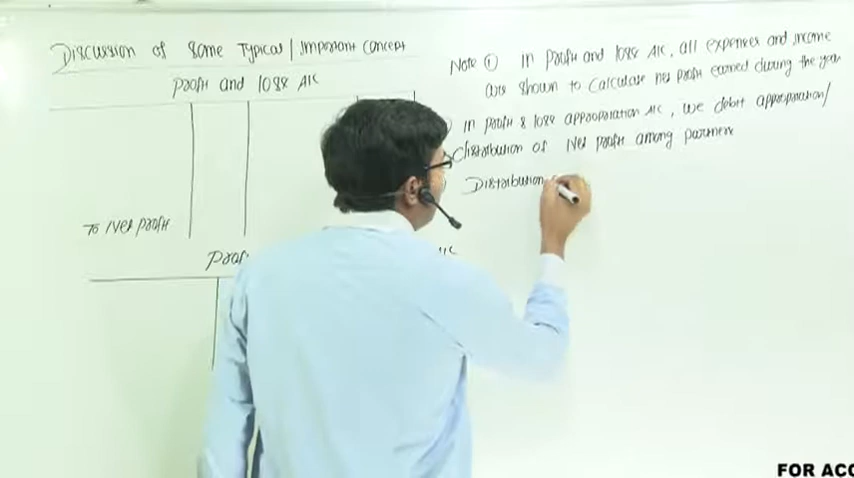 Discussion of Some Typical | Important Concept
Profit and loss A/C
To Net profit
Prof
A/C
Note ① In Profit and loss A/C, all expenses and income
are shown to Calculate net profit earned during the year
In profit & loss appropriation A/C, we debit appropriation/
distribution of Net profit among partners
Distribution
FOR ACC